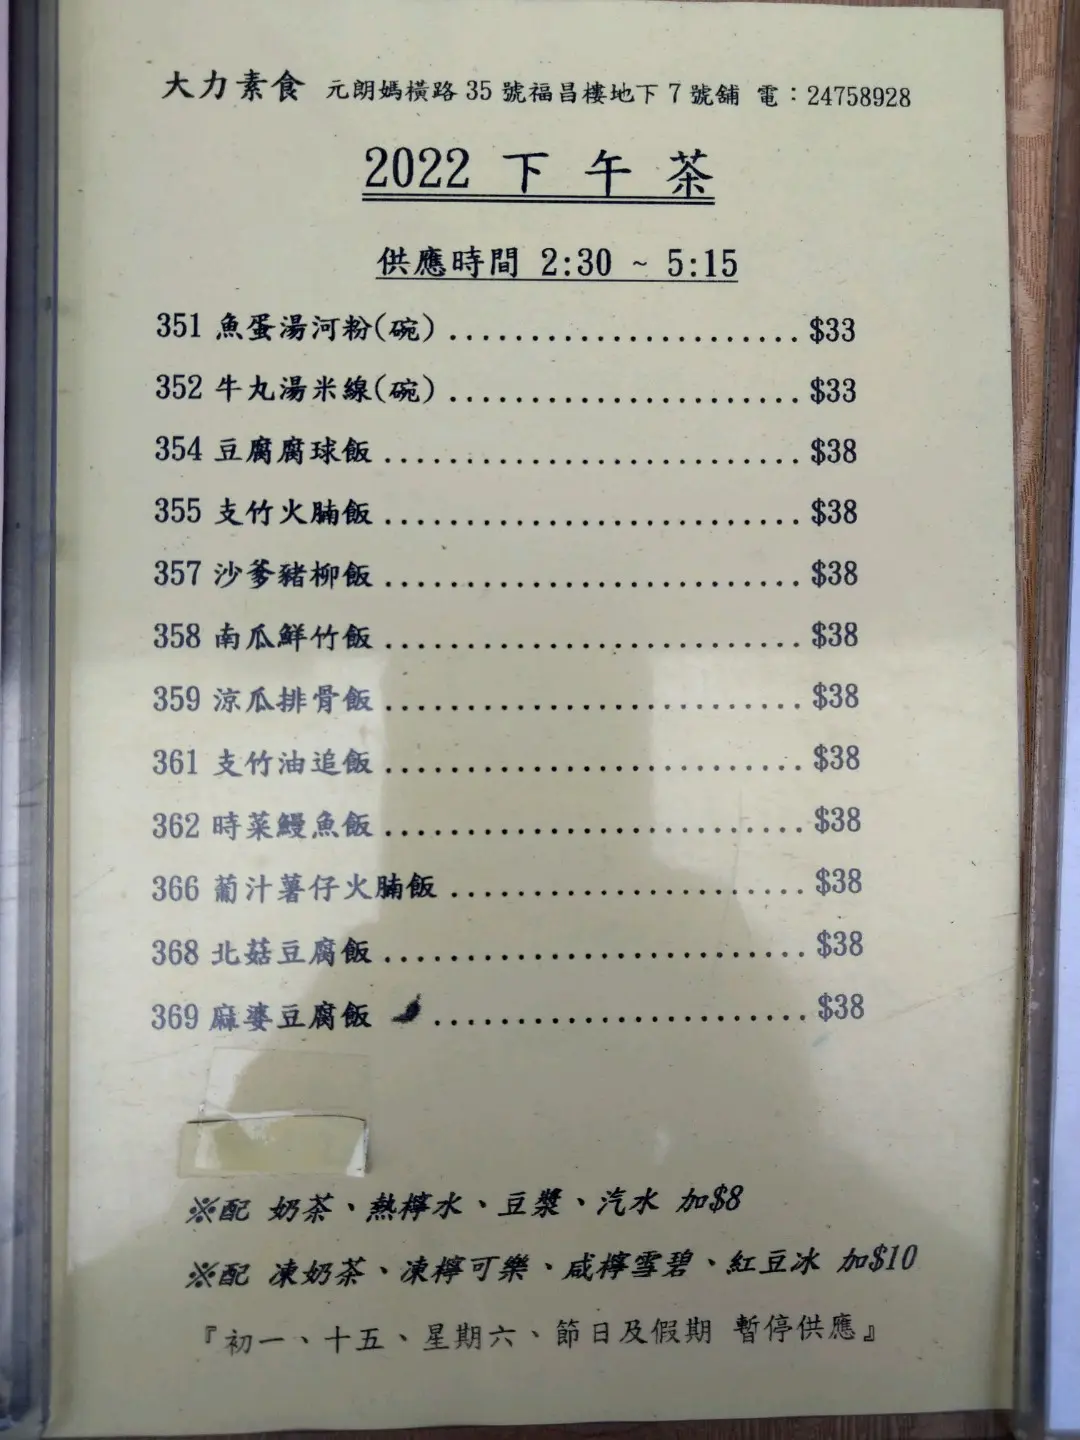 大力素食 元朗媽橫路 35 號福昌樓地下 7 號舖 電：24758928
2022 下午茶
供應時間 2:30 ~ 5:15
351 魚蛋湯河粉(碗)......................$33
352 牛丸湯米線(碗)......................$33
354 豆腐腐球飯..........................$38
355 支竹火腩飯..........................$38
357 沙爹豬柳飯..........................$38
358 南瓜鮮竹飯..........................$38
359 涼瓜排骨飯..........................$38
361 支竹油追飯..........................$38
362 時菜鰻魚飯..........................$38
366 葡汁薯仔火腩飯......................$38
368 北菇豆腐飯..........................$38
369 麻婆豆腐飯 .......................$38
※配 奶茶、熱檸水、豆漿、汽水 加$8
※配 凍奶茶、凍檸可樂、咸檸雪碧、紅豆冰 加$10
『初一、十五、星期六、節日及假期 暫停供應』